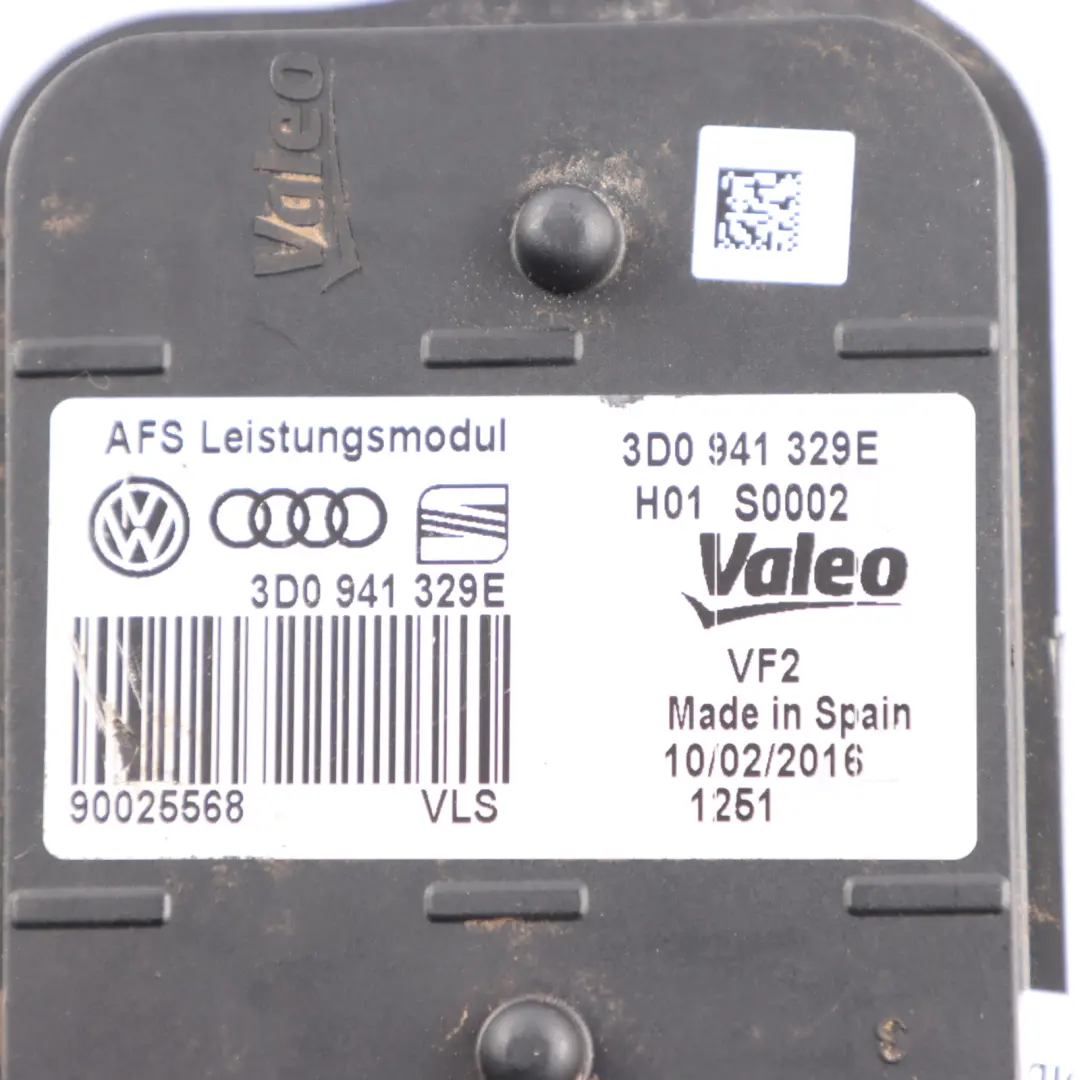 Valeo
AFS Leistungsmodul
3D0 941 329E
90025568 VLS
3D0 941 329E
H01 S0002
Valeo
VF2
Made in Spain
10/02/2016
1251